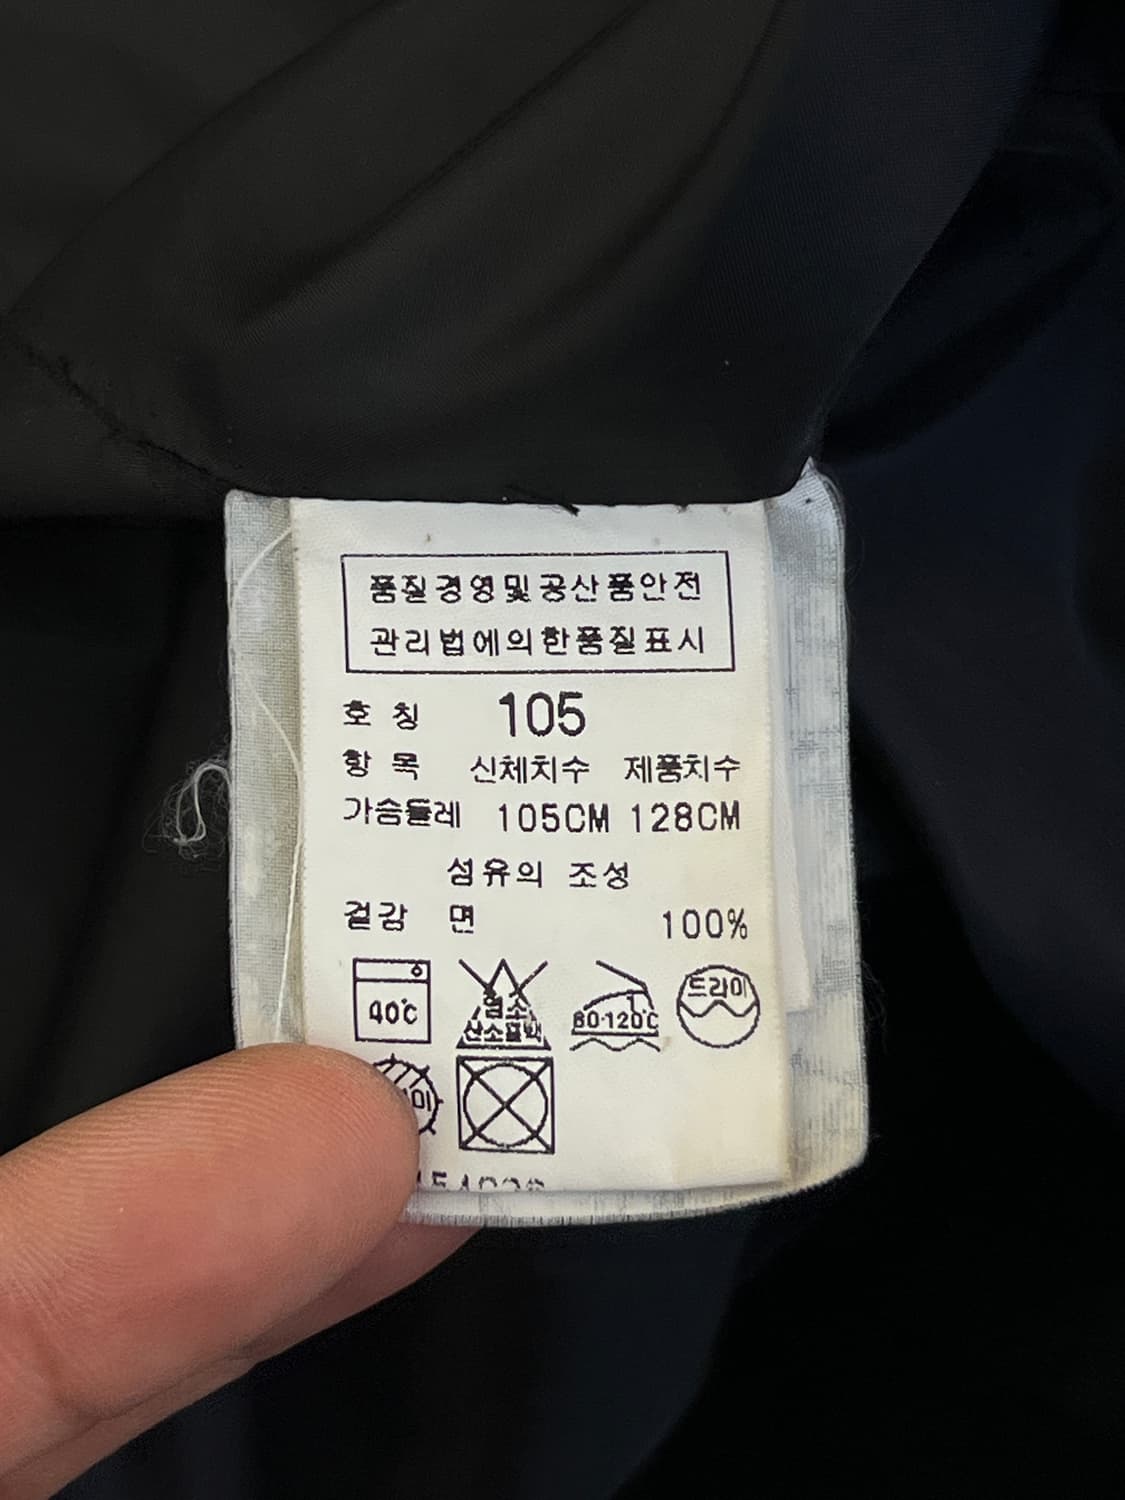 품질경영및공산품안전
관리법에의한품질표시
호칭 105
항목 신체치수 제품치수
가슴둘레 105CM 128CM
섬유의 조성
겉감 면 100%
40℃
염소
산소표백
80-120℃
드라이